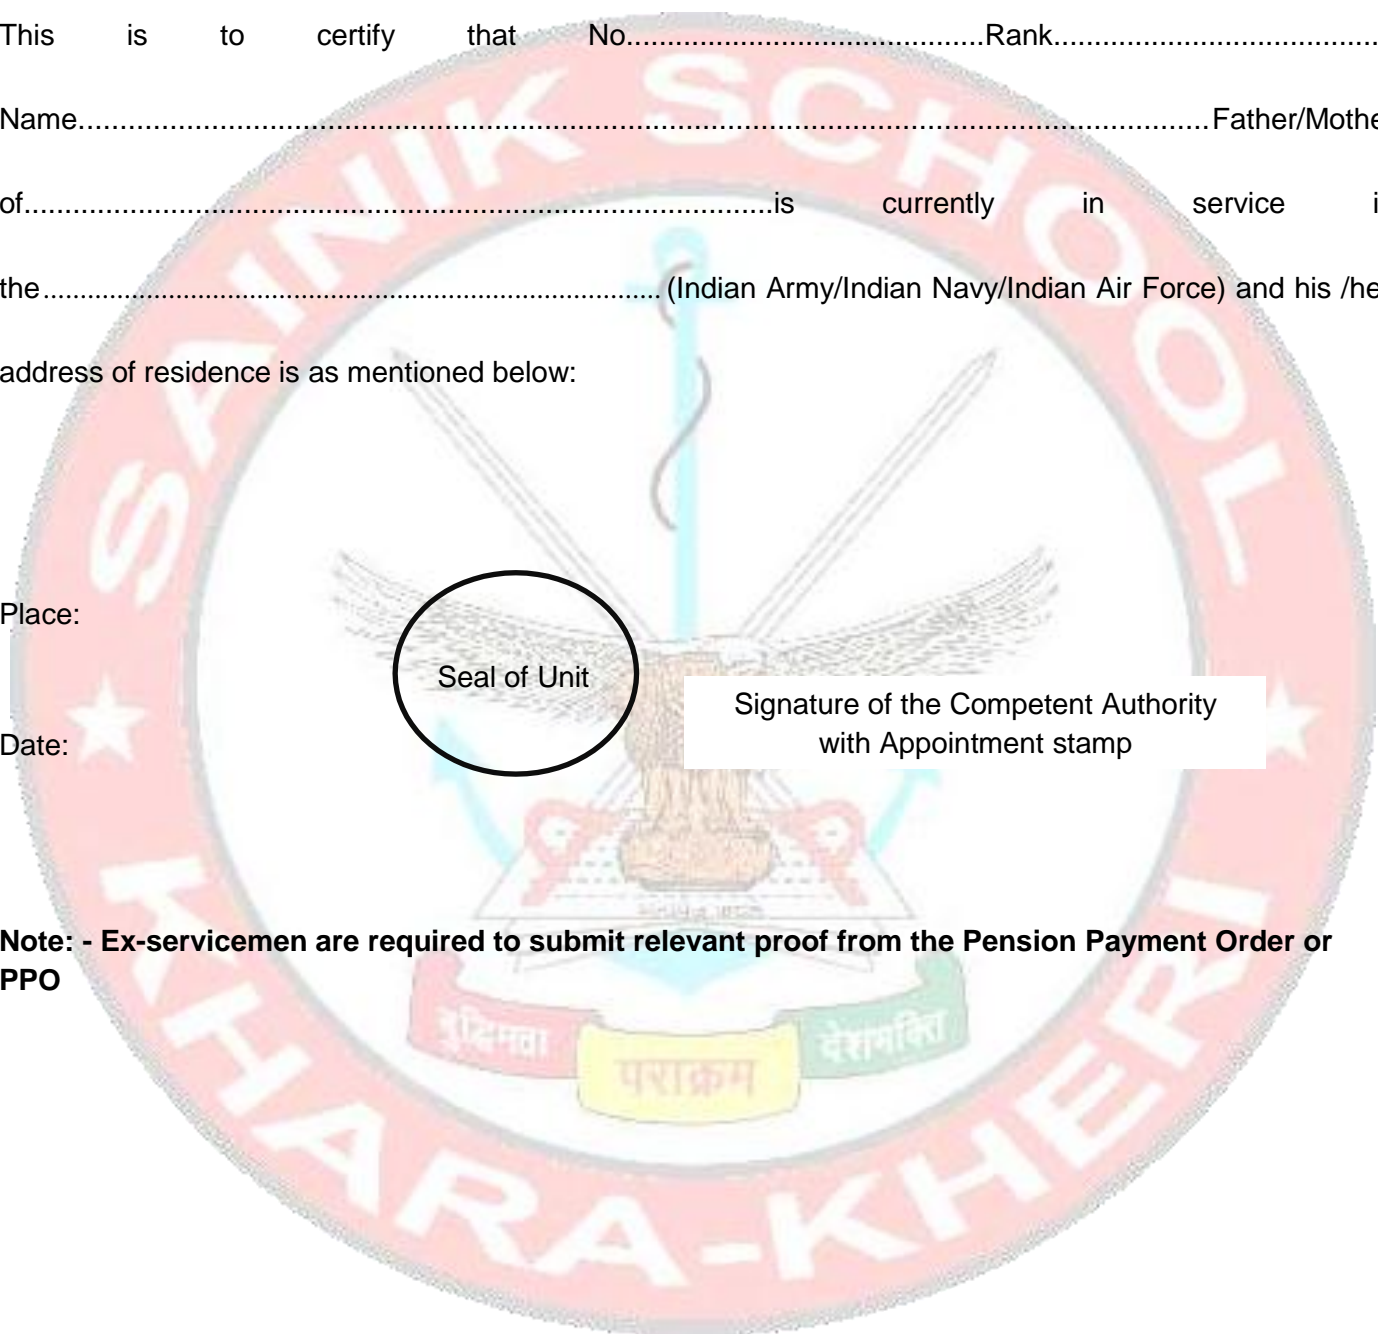 This is to certify that No............................................Rank........................................
Name..........................................................................................................................................Father/Mothe
of............................................................................................is currently in service i
the..........................................................................(Indian Army/Indian Navy/Indian Air Force) and his /he
address of residence is as mentioned below:
Place:
Seal of Unit
Signature of the Competent Authority
with Appointment stamp
Date:
Note: - Ex-servicemen are required to submit relevant proof from the Pension Payment Order or
PPO
SAINIK SCHOOL
KHARA-KHERI
पराक्रम
देशभक्ति